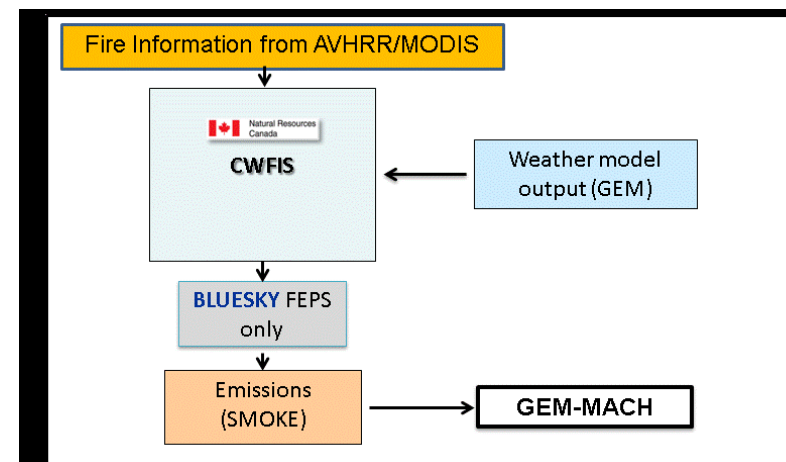 Fire Information from AVHRR/MODIS
Natural Resources
Canada
CWFIS
Weather model
output (GEM)
BLUESKY FEPS
only
Emissions
(SMOKE)
GEM-MACH